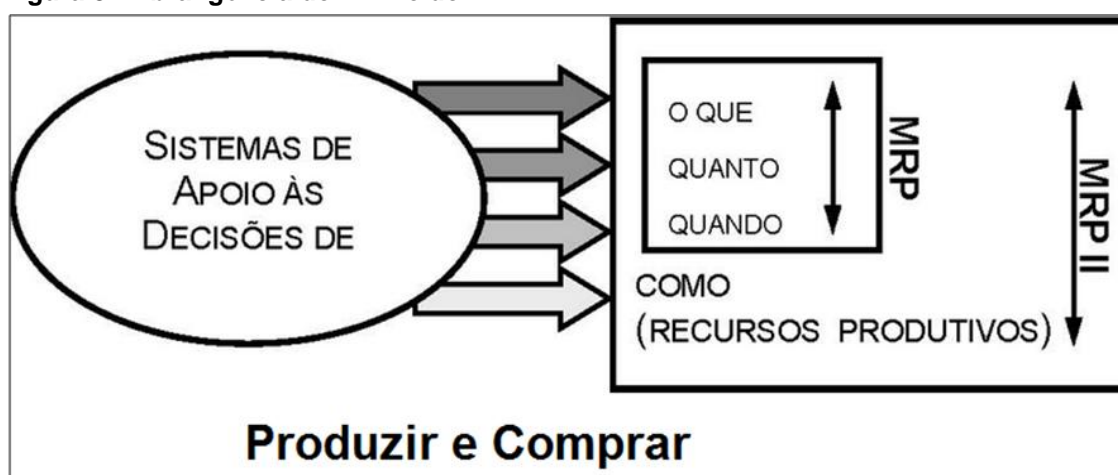 SISTEMAS DE
APOIO ÀS
DECISÕES DE
O QUE
QUANTO
QUANDO
MRP
COMO
(RECURSOS PRODUTIVOS)
MRP II
Produzir e Comprar